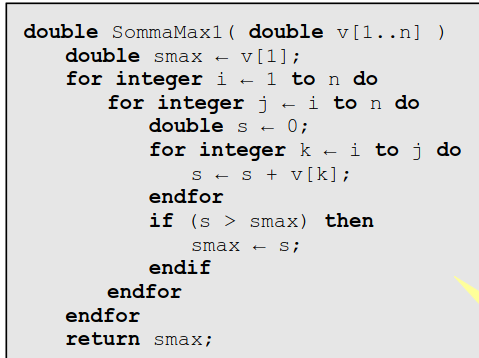 double SommaMax1( double v[1..n] )
double smax ← v[1];
for integer i ← 1 to n do
for integer j ← i to n do
double s ← 0;
for integer k ← i to j do
s ← s + v[k];
endfor
if (s > smax) then
smax ← s;
endif
endfor
endfor
return smax;